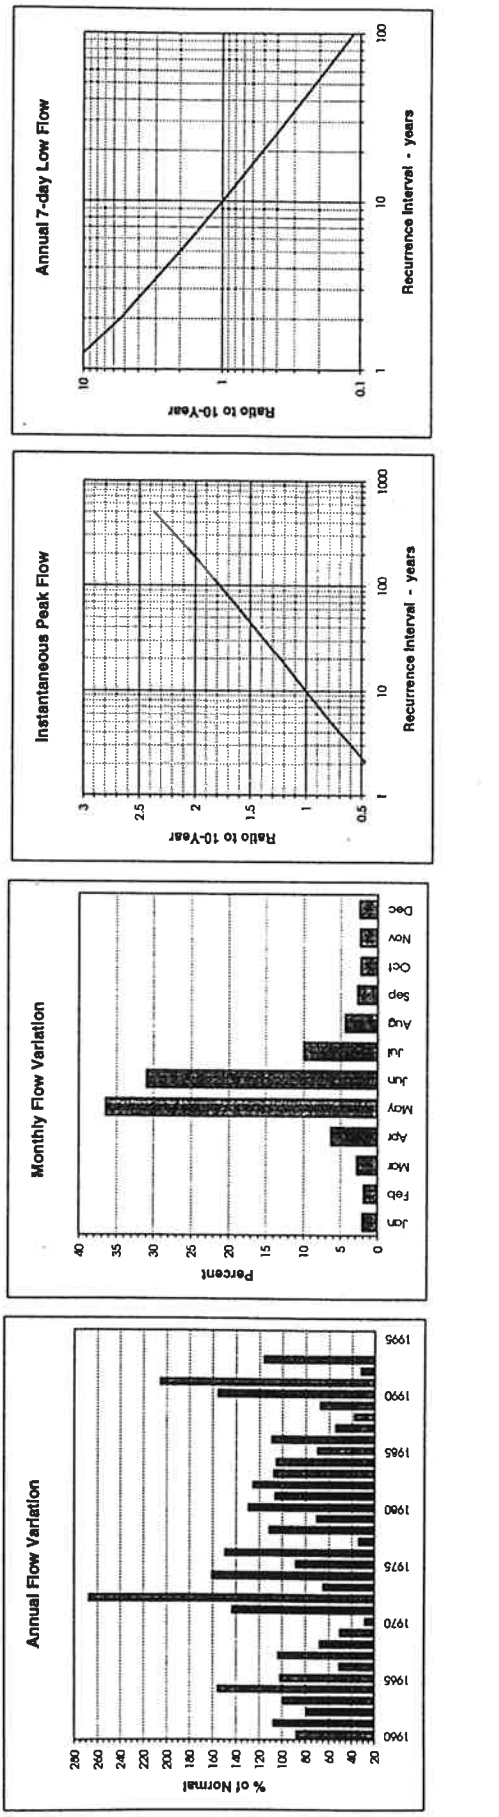 Annual Flow Variation
% of Normal
280
260
240
220
200
180
160
140
120
100
80
60
40
20
1960
1965
1970
1975
1980
1985
1990
1995
Monthly Flow Variation
Percent
40
35
30
25
20
15
10
5
0
Jan
Feb
Mar
Apr
May
Jun
Jul
Aug
Sep
Oct
Nov
Dec
Instantaneous Peak Flow
Ratio to 10-Year
3
2.5
2
1.5
1
0.5
1
10
100
1000
Recurrence Interval - years
Annual 7-day Low Flow
Ratio to 10-Year
10
1
0.1
1
10
100
Recurrence Interval - years